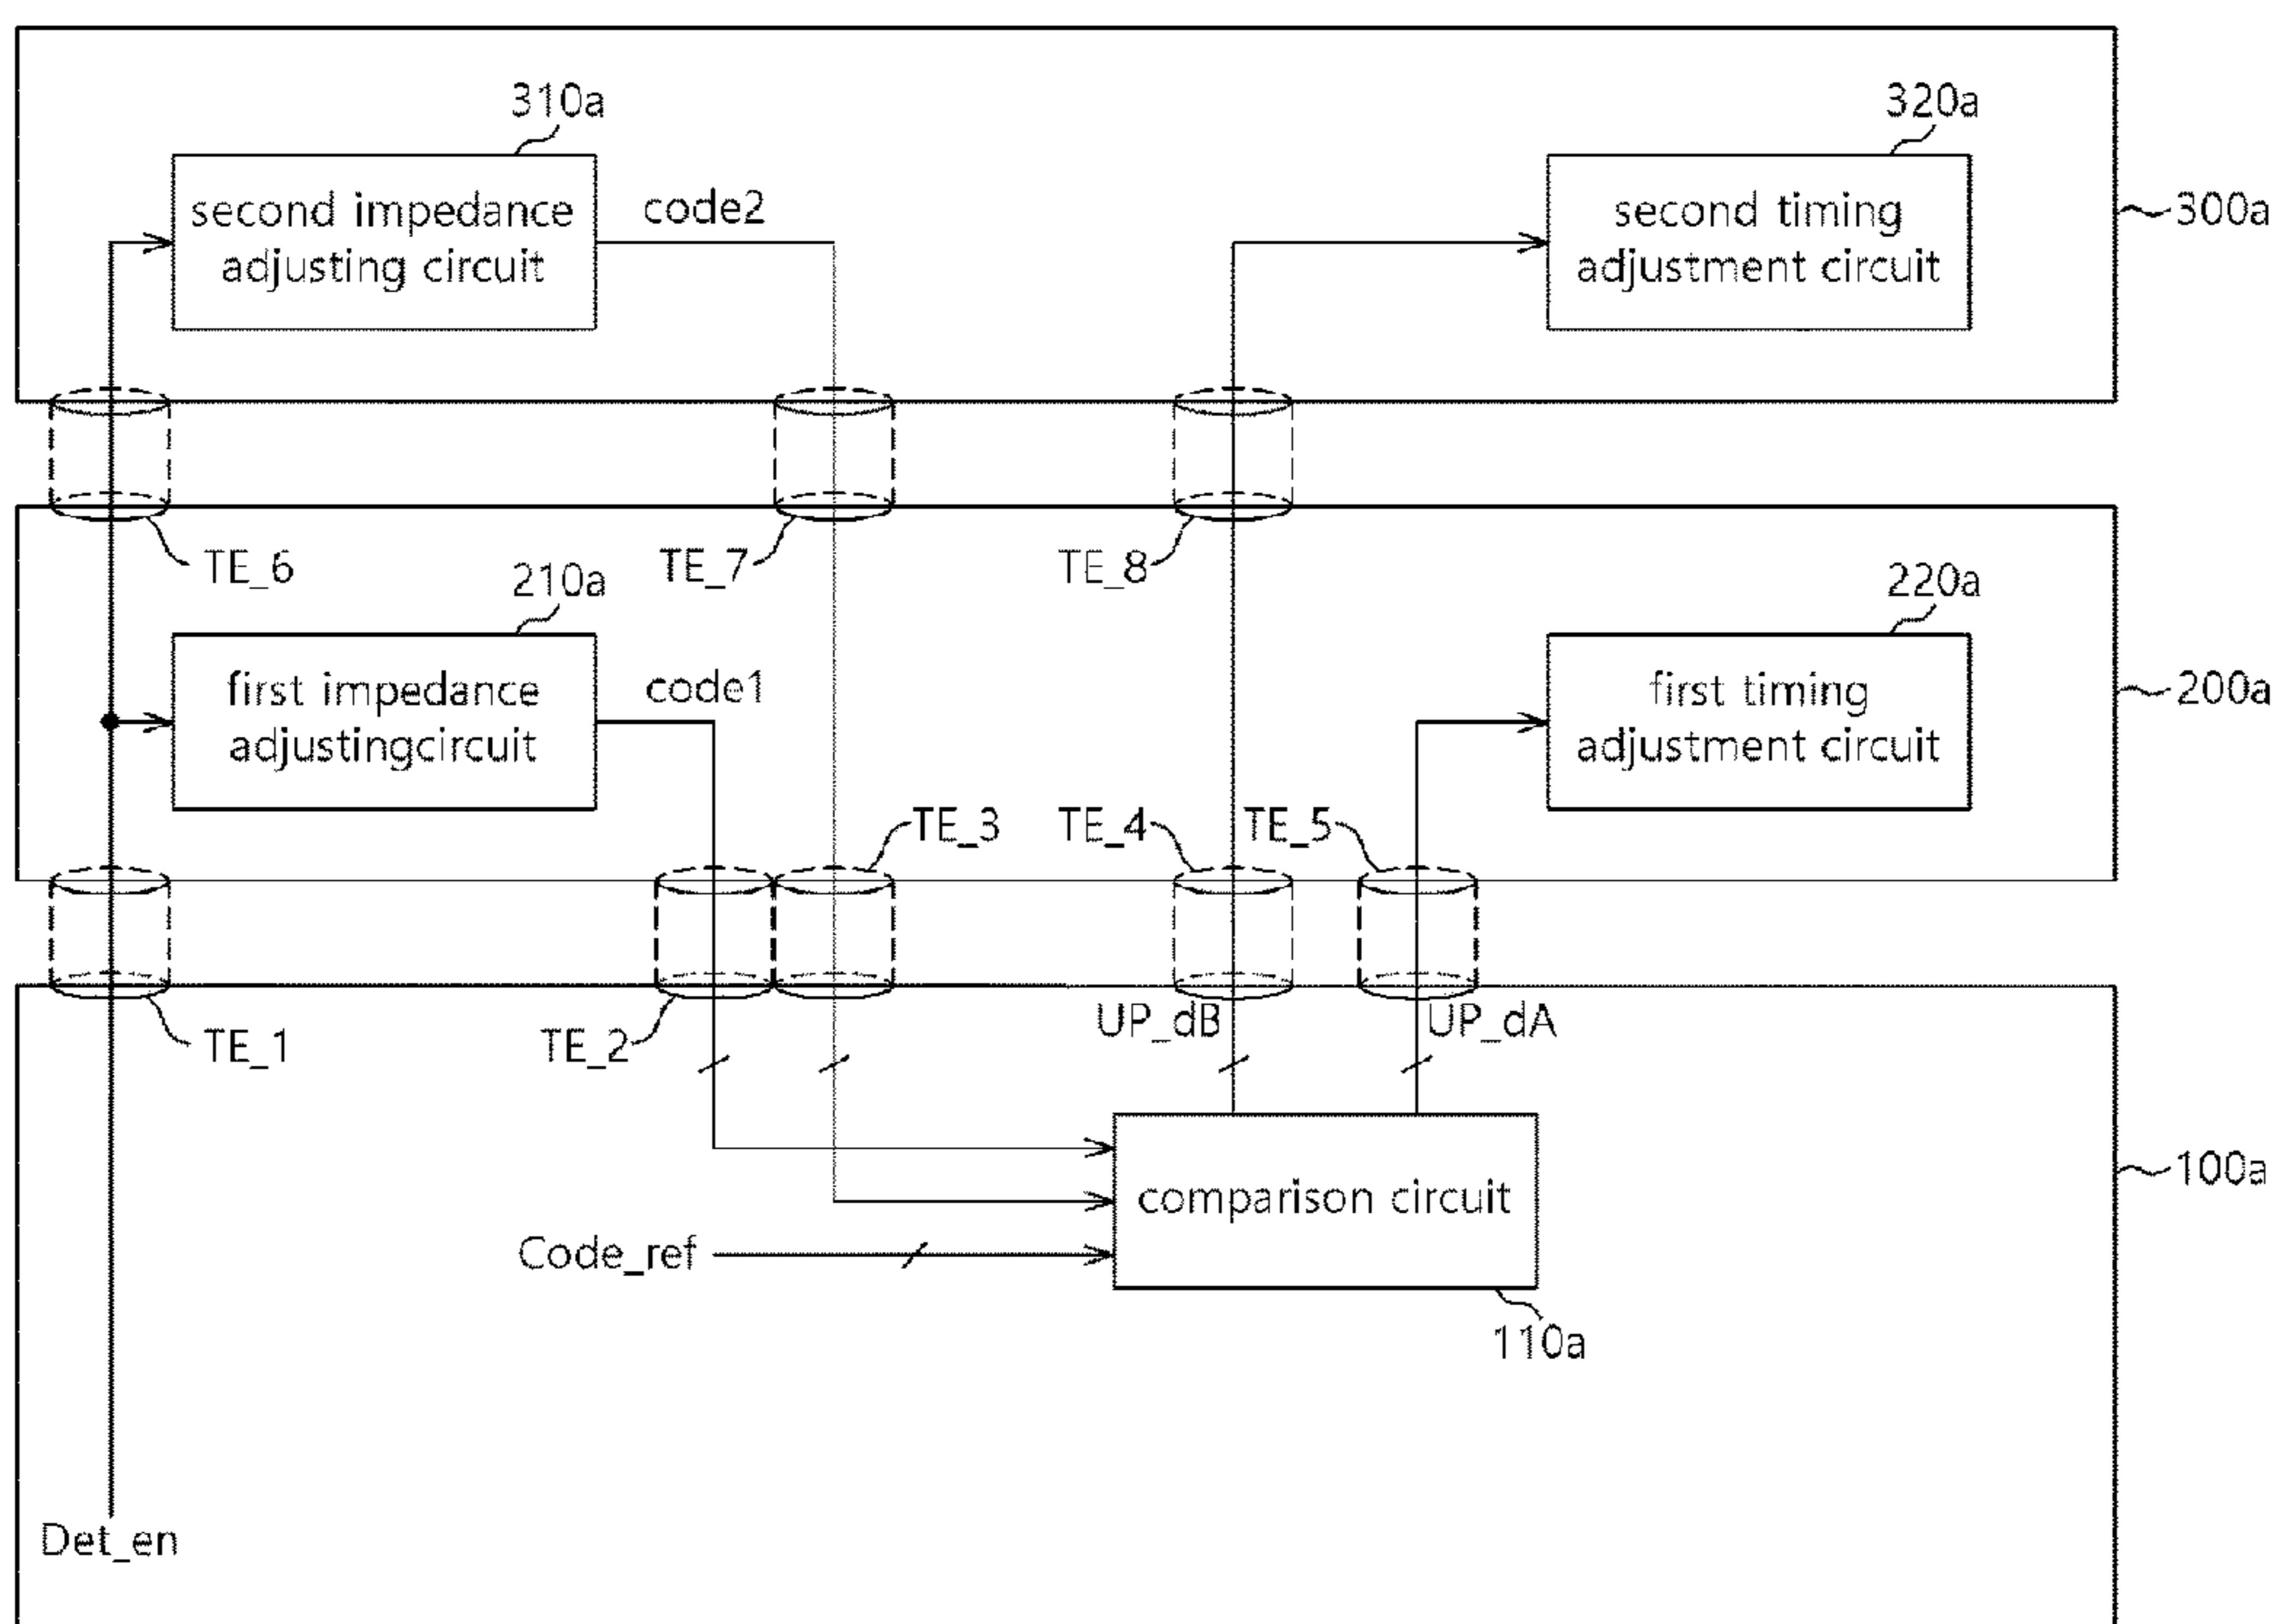 310a
320a
second impedance
adjusting circuit
code2
second timing
adjustment circuit
300a
TE_6
TE_7
TE_8
210a
220a
first impedance
adjustingcircuit
code1
first timing
adjustment circuit
200a
TE_3
TE_4
TE_5
TE_1
TE_2
UP_dB
UP_dA
100a
comparison circuit
Code_ref
110a
Det_en